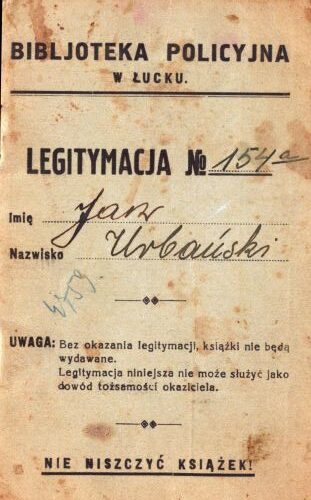 BIBLJOTEKA POLICYJNA
W ŁUCKU.
LEGITYMACJA № 154a
Imię Jan
Nazwisko Urbański
UWAGA: Bez okazania legitymacji, książki nie będą
wydawane.
Legitymacja niniejsza nie może służyć jako
dowód tożsamości okaziciela.
NIE NISZCZYĆ KSIĄŻEK!